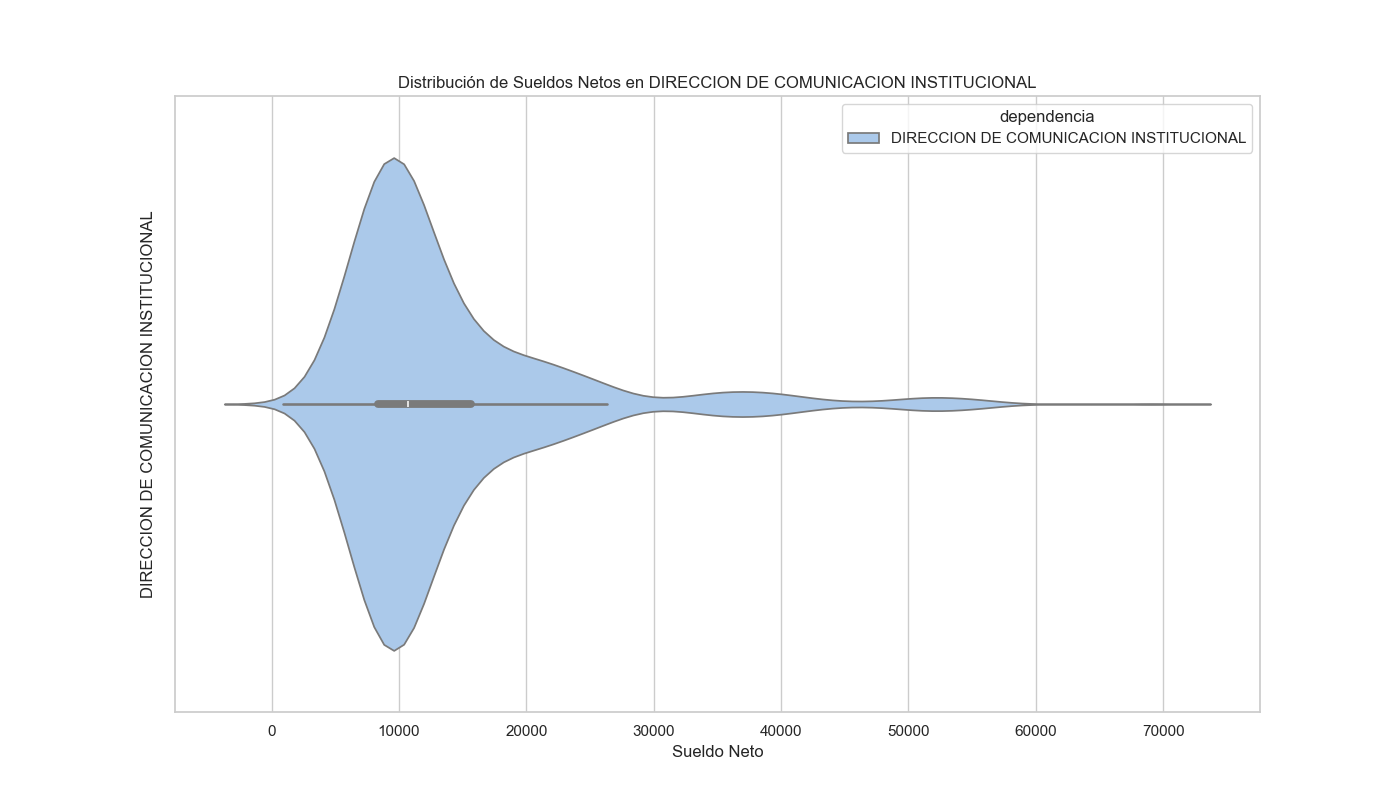 Distribución de Sueldos Netos en DIRECCION DE COMUNICACION INSTITUCIONAL
dependencia
DIRECCION DE COMUNICACION INSTITUCIONAL
DIRECCION DE COMUNICACION INSTITUCIONAL
0
10000
20000
30000
40000
50000
60000
70000
Sueldo Neto